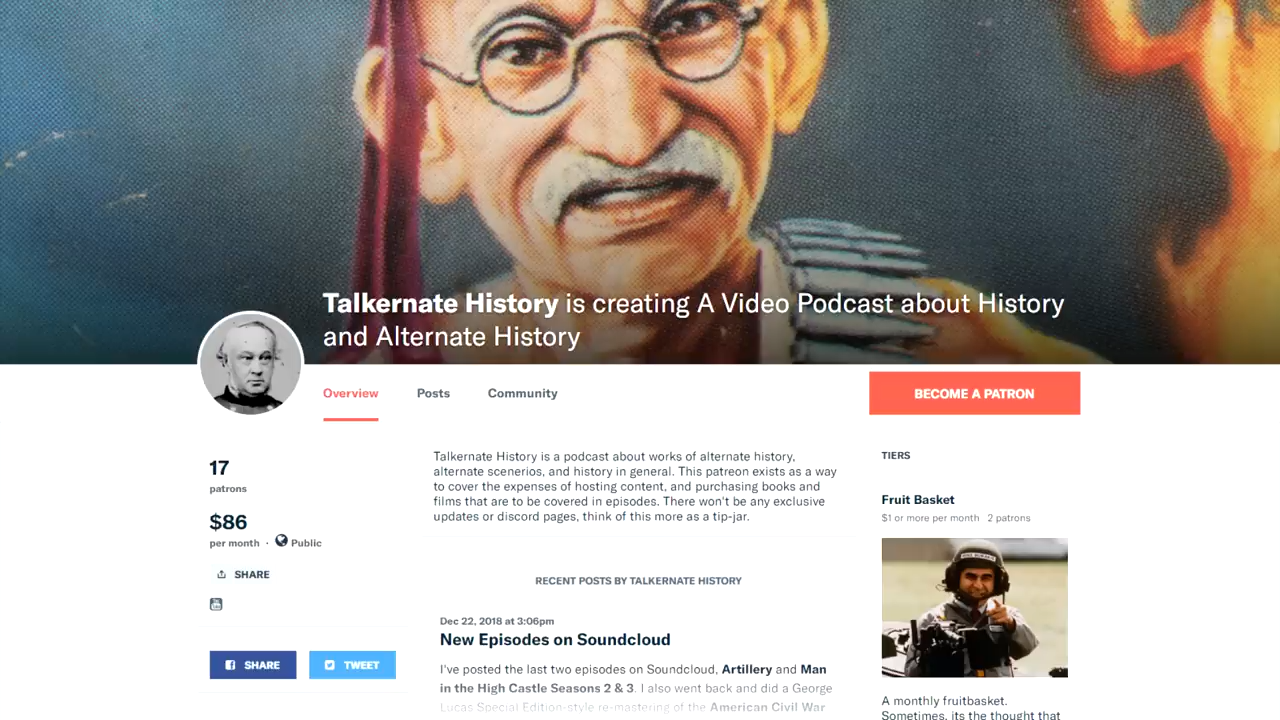 Talkernate History is creating A Video Podcast about History
and Alternate History
Overview
Posts
Community
BECOME A PATRON
17
patrons
$86
per month · Public
SHARE
SHARE
TWEET
Talkernate History is a podcast about works of alternate history,
alternate scenerios, and history in general. This patreon exists as a way
to cover the expenses of hosting content, and purchasing books and
films that are to be covered in episodes. There won't be any exclusive
updates or discord pages, think of this more as a tip-jar.
RECENT POSTS BY TALKERNATE HISTORY
Dec 22, 2018 at 3:06pm
New Episodes on Soundcloud
I've posted the last two episodes on Soundcloud, Artillery and Man
in the High Castle Seasons 2 & 3. I also went back and did a George
Lucas Special Edition-style re-mastering of the American Civil War
TIERS
Fruit Basket
$1 or more per month 2 patrons
A monthly fruitbasket.
Sometimes, its the thought that